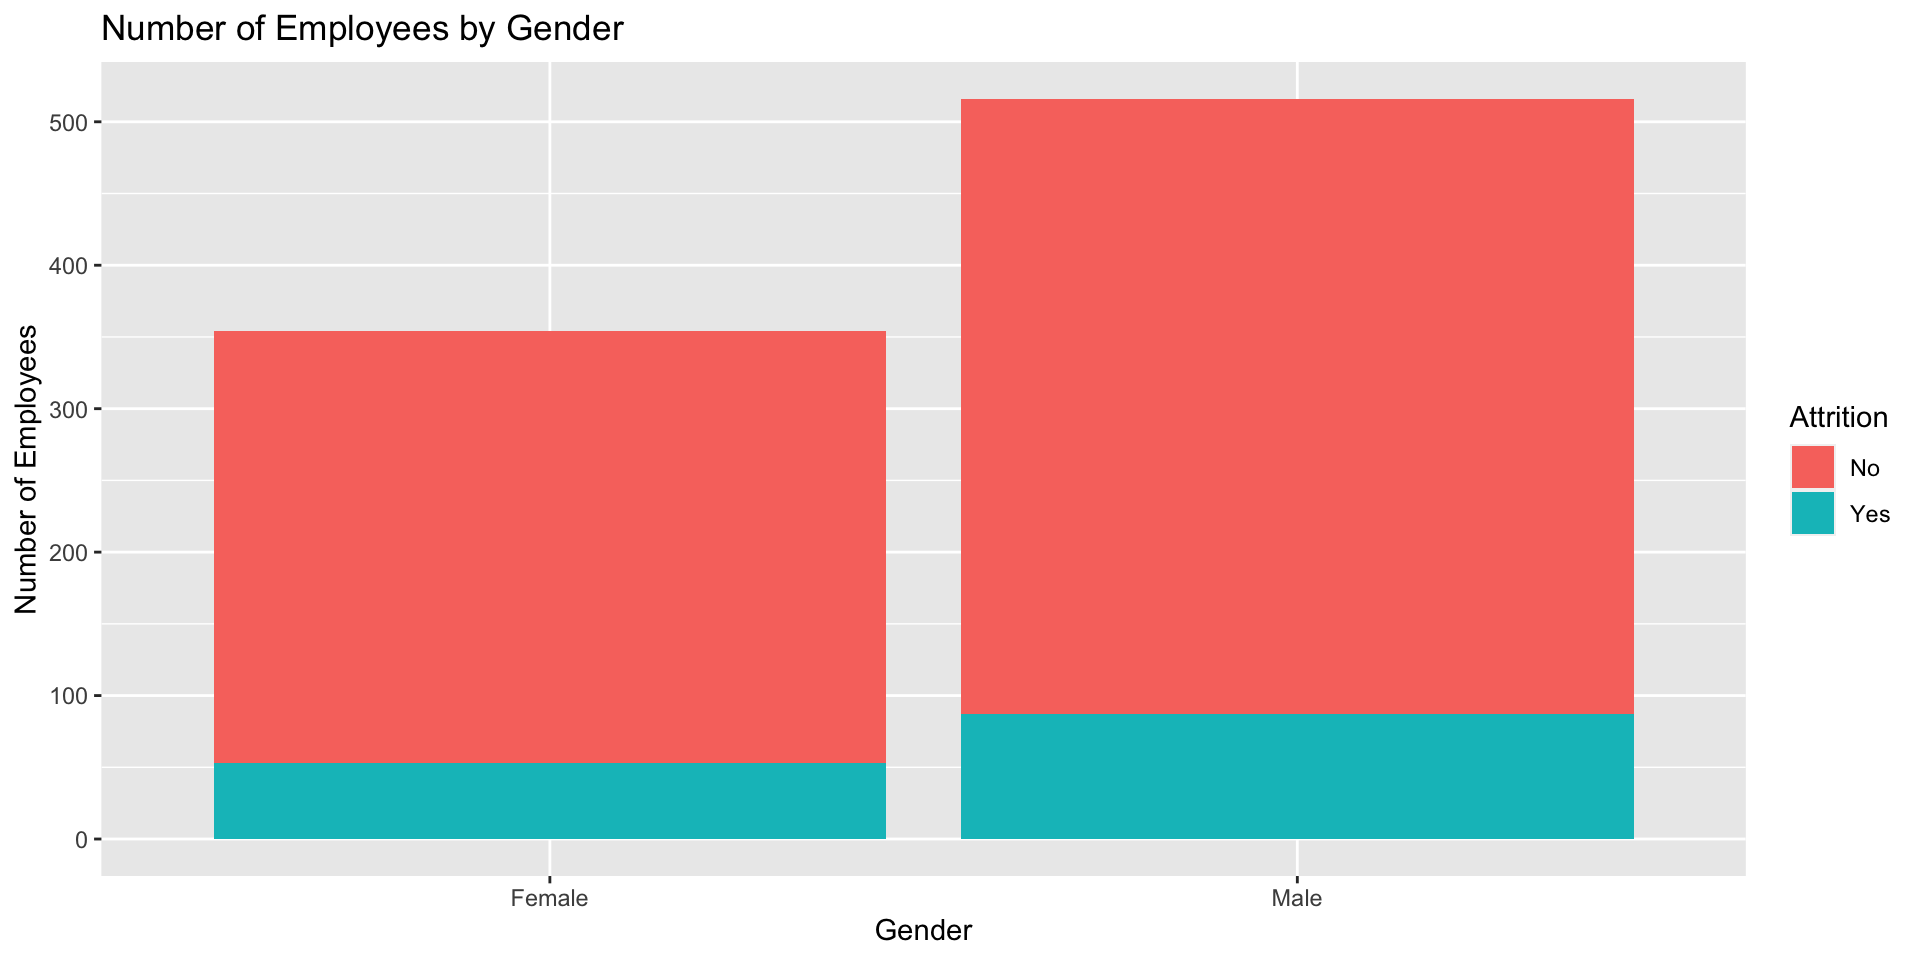 Number of Employees by Gender
Number of Employees
500
400
300
200
100
0
Female
Male
Gender
Attrition
No
Yes